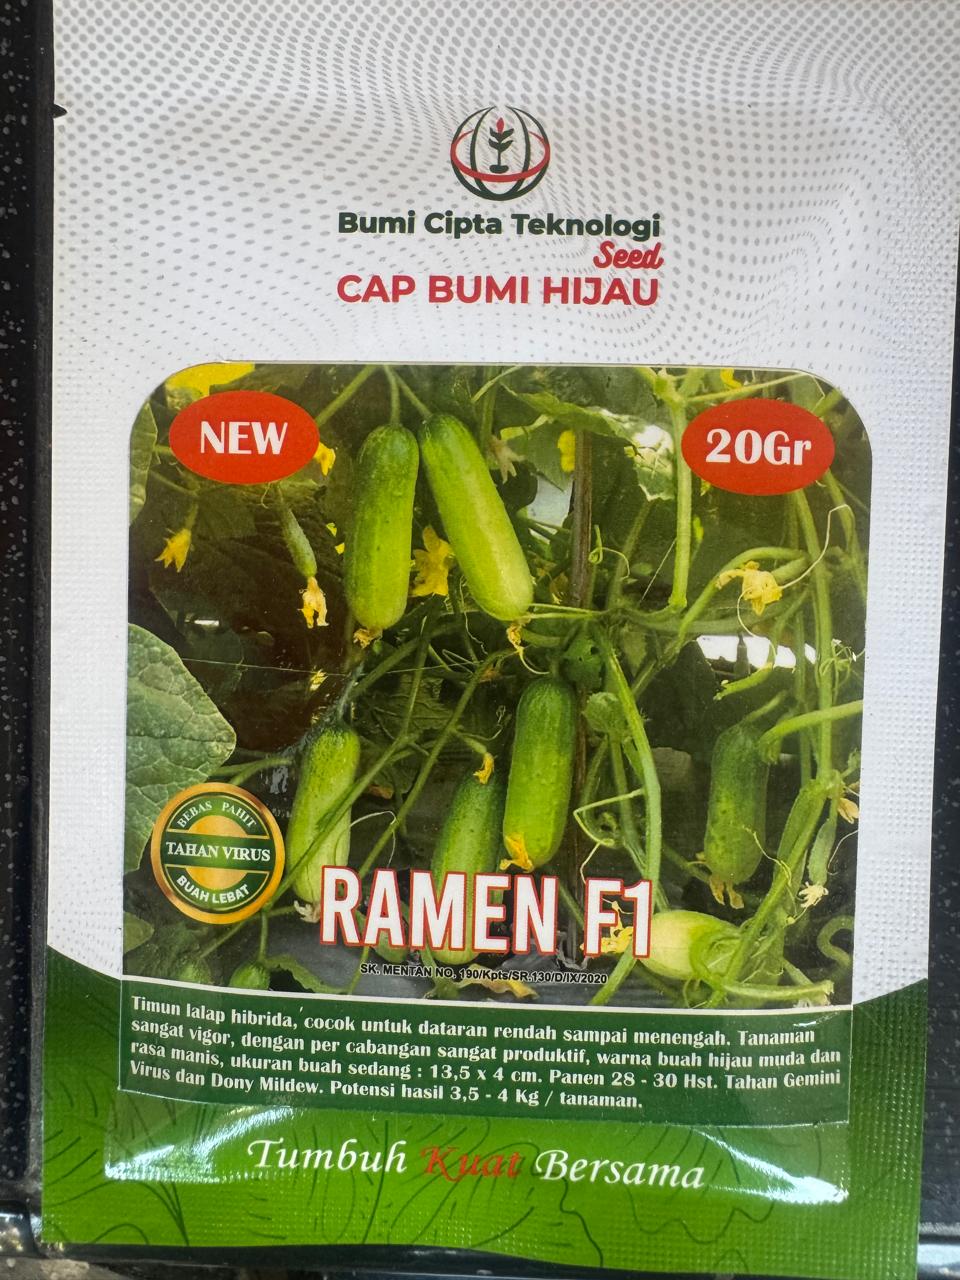 Bumi Cipta Teknologi
Seed
CAP BUMI HIJAU
NEW
20Gr
BEBAS PAHIT
TAHAN VIRUS
BUAH LEBAT
RAMEN F1
SK. MENTAN NO. 190/Kpts/SR.130/D/IX/2020
Timun lalap hibrida, cocok untuk dataran rendah sampai menengah. Tanaman
sangat vigor, dengan per cabangan sangat produktif, warna buah hijau muda dan
rasa manis, ukuran buah sedang : 13,5 x 4 cm. Panen 28 - 30 Hst. Tahan Gemini
Virus dan Dony Mildew. Potensi hasil 3,5 - 4 Kg / tanaman.
Tumbuh Kuat Bersama